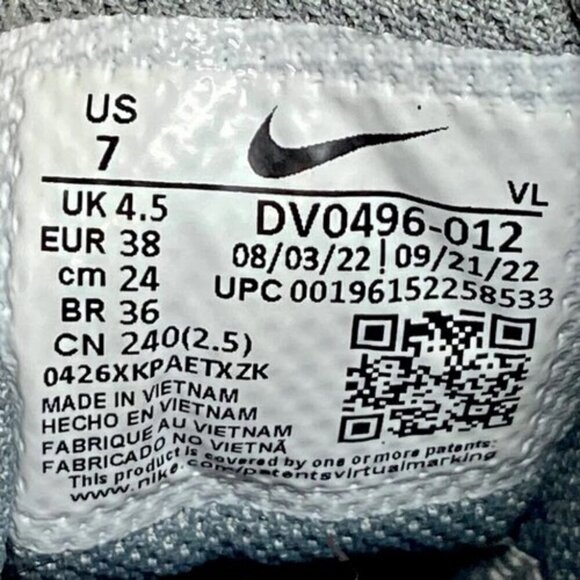 US
7
VL
UK 4.5
EUR 38
cm 24
BR 36
CN 240(2.5)
DV0496-012
08/03/22 | 09/21/22
UPC 00196152258533
0426XKPAETXZK
MADE IN VIETNAM
HECHO EN VIETNAM
FABRIQUE AU VIETNAM
FABRICADO NO VIETNÃ
This product is covered by one or more patents:
www.nike.com/patentsvirtualmarking